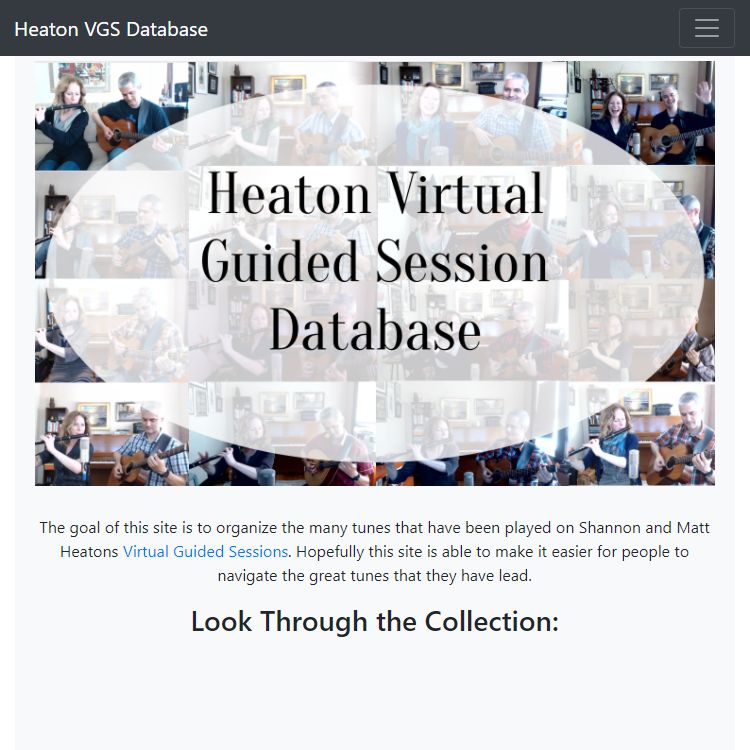 Heaton VGS Database
Heaton Virtual
Guided Session
Database
The goal of this site is to organize the many tunes that have been played on Shannon and Matt
Heatons Virtual Guided Sessions. Hopefully this site is able to make it easier for people to
navigate the great tunes that they have lead.
Look Through the Collection: